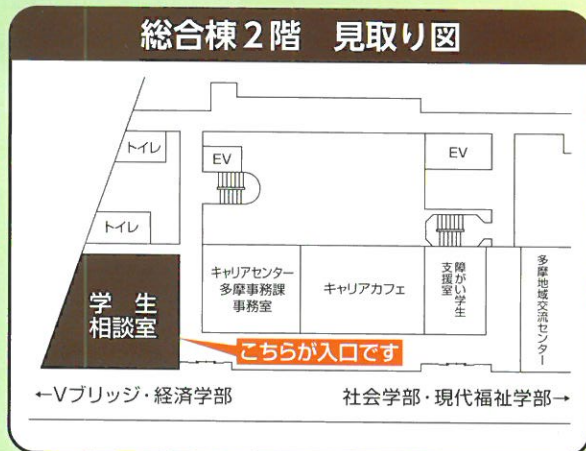 総合棟2階 見取り図
トイレ
EV
EV
トイレ
学生
相談室
キャリアセンター
多摩事務課
事務室
キャリアカフェ
障がい学生
支援室
多摩地域交流センター
こちらが入口です
←Vブリッジ・経済学部
社会学部・現代福祉学部→